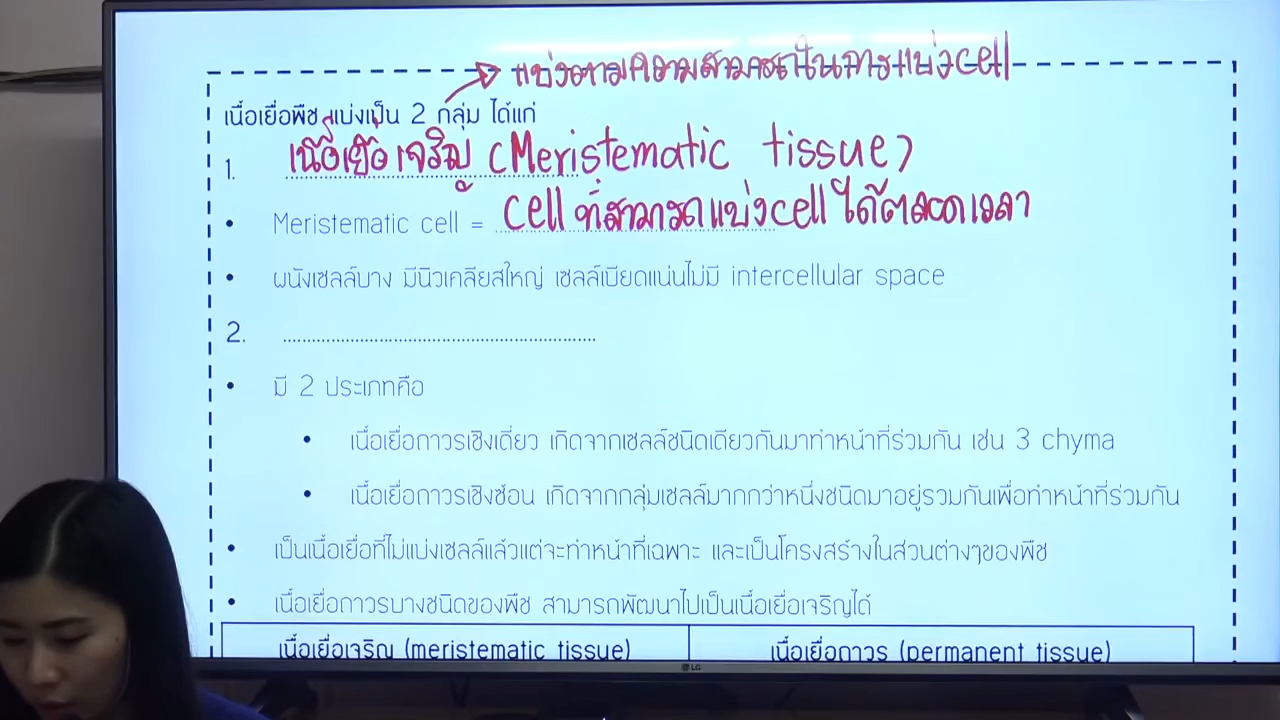 แบ่งตามความสามารถในการแบ่งcell
เนื้อเยื่อพืช แบ่งเป็น 2 กลุ่ม ได้แก่
1. เนื้อเยื่อเจริญ (Meristematic tissue)
• Meristematic cell = cell ที่สามารถแบ่งcell ได้ตลอดเวลา
• ผนังเซลล์บาง มีนิวเคลียสใหญ่ เซลล์เบียดแน่นไม่มี intercellular space
2. ................................................................
• มี 2 ประเภทคือ
• เนื้อเยื่อถาวรเชิงเดี่ยว เกิดจากเซลล์ชนิดเดียวกันมาทำหน้าที่ร่วมกัน เช่น 3 chyma
• เนื้อเยื่อถาวรเชิงซ้อน เกิดจากกลุ่มเซลล์มากกว่าหนึ่งชนิดมาอยู่รวมกันเพื่อทำหน้าที่ร่วมกัน
• เป็นเนื้อเยื่อที่ไม่แบ่งเซลล์แล้วแต่จะทำหน้าที่เฉพาะ และเป็นโครงสร้างในส่วนต่างๆของพืช
• เนื้อเยื่อถาวรบางชนิดของพืช สามารถพัฒนาไปเป็นเนื้อเยื่อเจริญได้
เนื้อเยื่อเจริญ (meristematic tissue) เนื้อเยื่อถาวร (permanent tissue)
LG